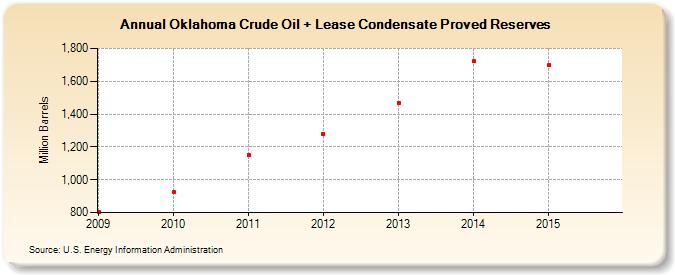 Annual Oklahoma Crude Oil + Lease Condensate Proved Reserves
Million Barrels
1,800
1,600
1,400
1,200
1,000
800
2009 2010 2011 2012 2013 2014 2015
Source: U.S. Energy Information Administration